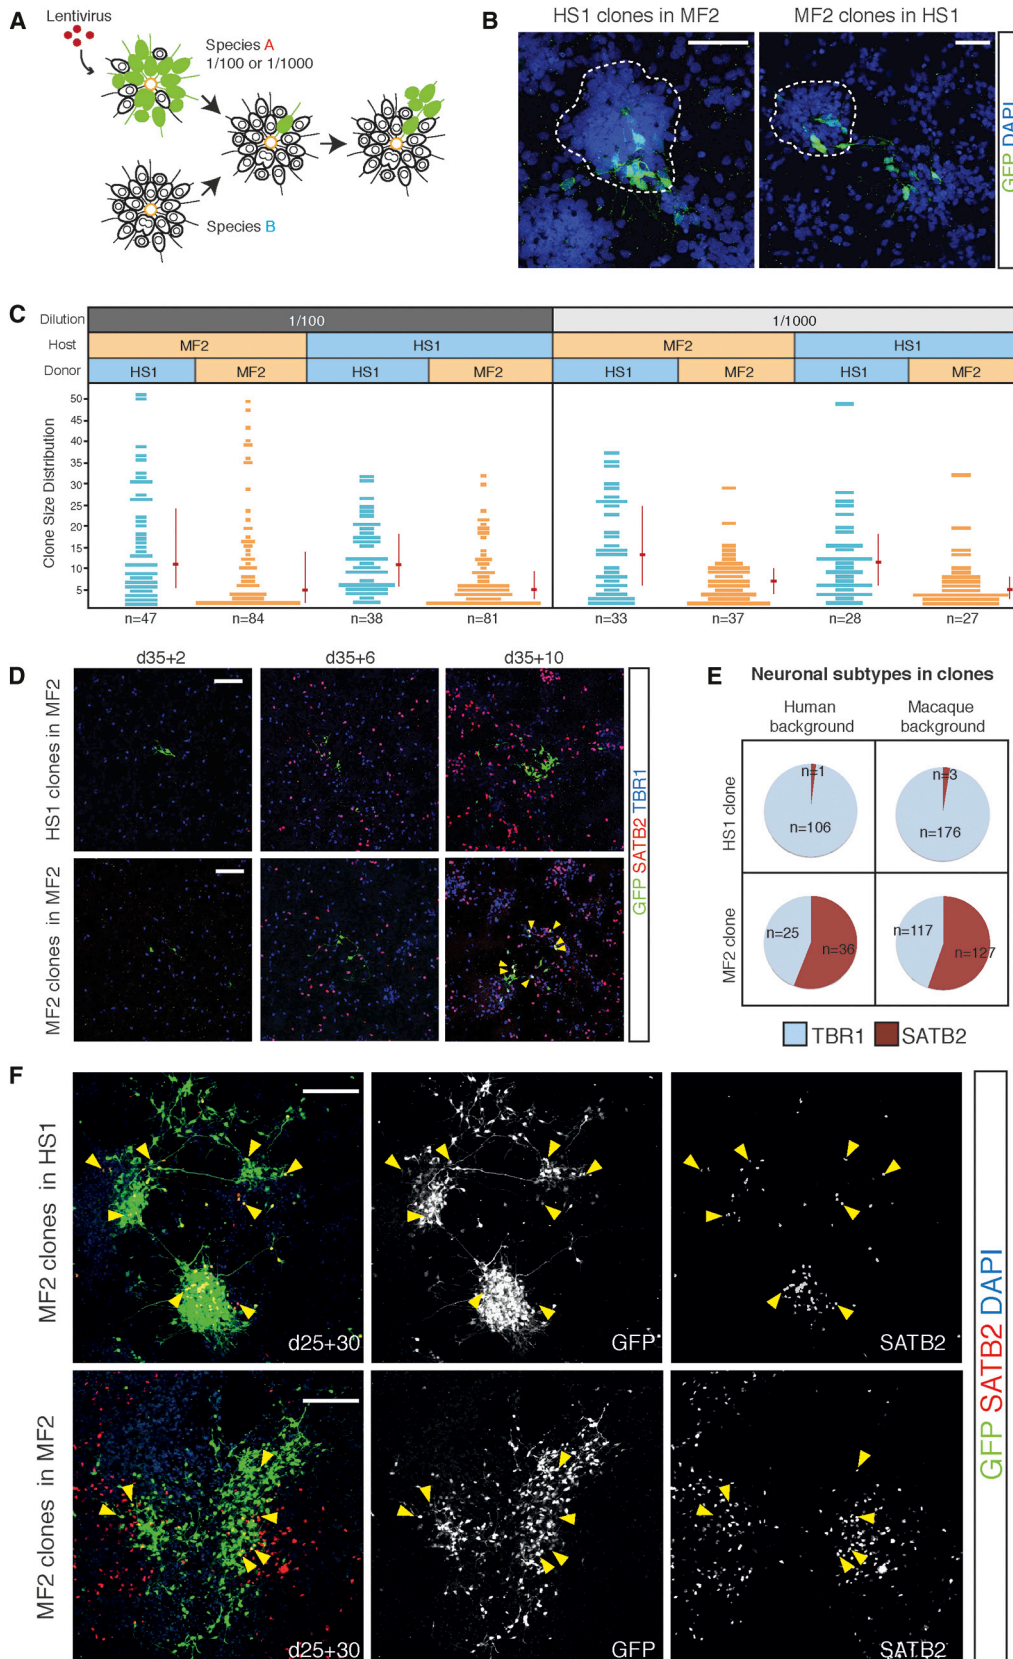 A
Lentivirus
Species A
1/100 or 1/1000
Species B
B
HS1 clones in MF2
MF2 clones in HS1
GFP DAPI
C
Dilution
1/100
1/1000
Host
MF2
HS1
MF2
HS1
Donor
HS1
MF2
HS1
MF2
HS1
MF2
HS1
MF2
Clone Size Distribution
50
45
40
35
30
25
20
15
10
5
n=47
n=84
n=38
n=81
n=33
n=37
n=28
n=27
D
d35+2
d35+6
d35+10
HS1 clones in MF2
MF2 clones in MF2
GFP SATB2 TBR1
E
Neuronal subtypes in clones
Human background
Macaque background
HS1 clone
n=1
n=106
n=3
n=176
MF2 clone
n=25
n=36
n=117
n=127
TBR1
SATB2
F
MF2 clones in HS1
d25+30
GFP
SATB2
MF2 clones in MF2
d25+30
GFP
SATB2
GFP SATB2 DAPI